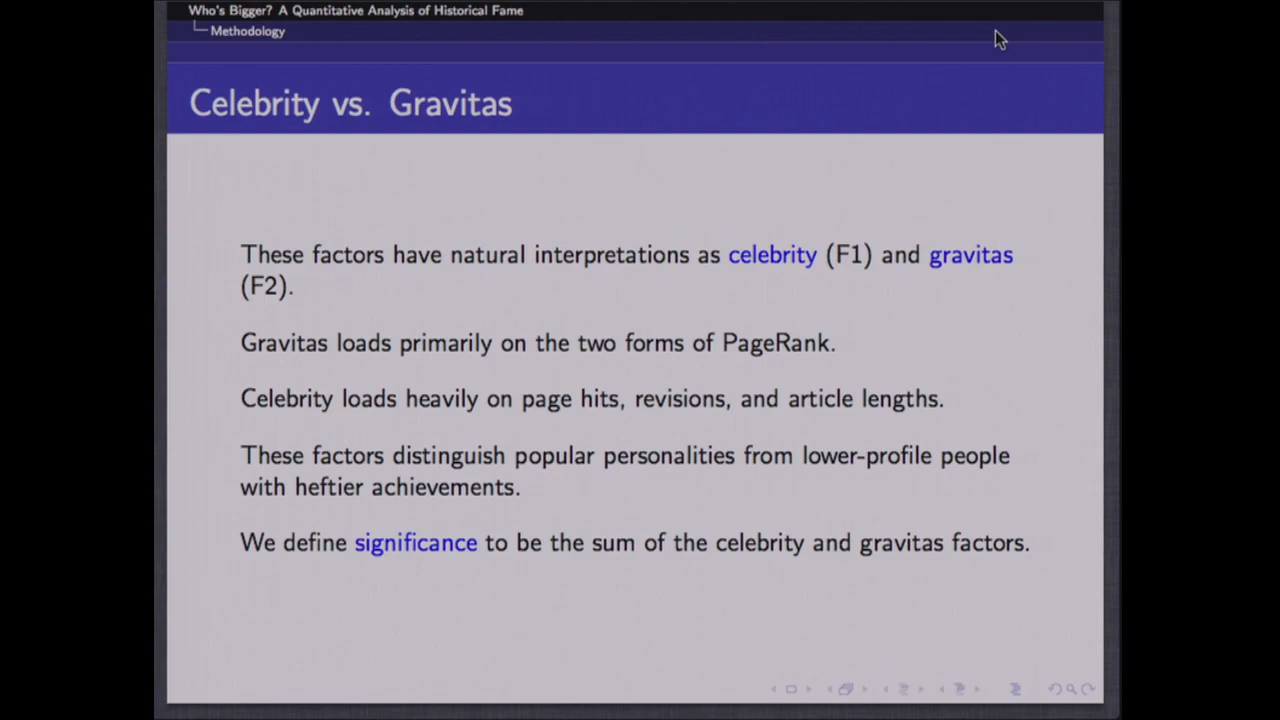 Who's Bigger? A Quantitative Analysis of Historical Fame
Methodology
Celebrity vs. Gravitas
These factors have natural interpretations as celebrity (F1) and gravitas
(F2).
Gravitas loads primarily on the two forms of PageRank.
Celebrity loads heavily on page hits, revisions, and article lengths.
These factors distinguish popular personalities from lower-profile people
with heftier achievements.
We define significance to be the sum of the celebrity and gravitas factors.